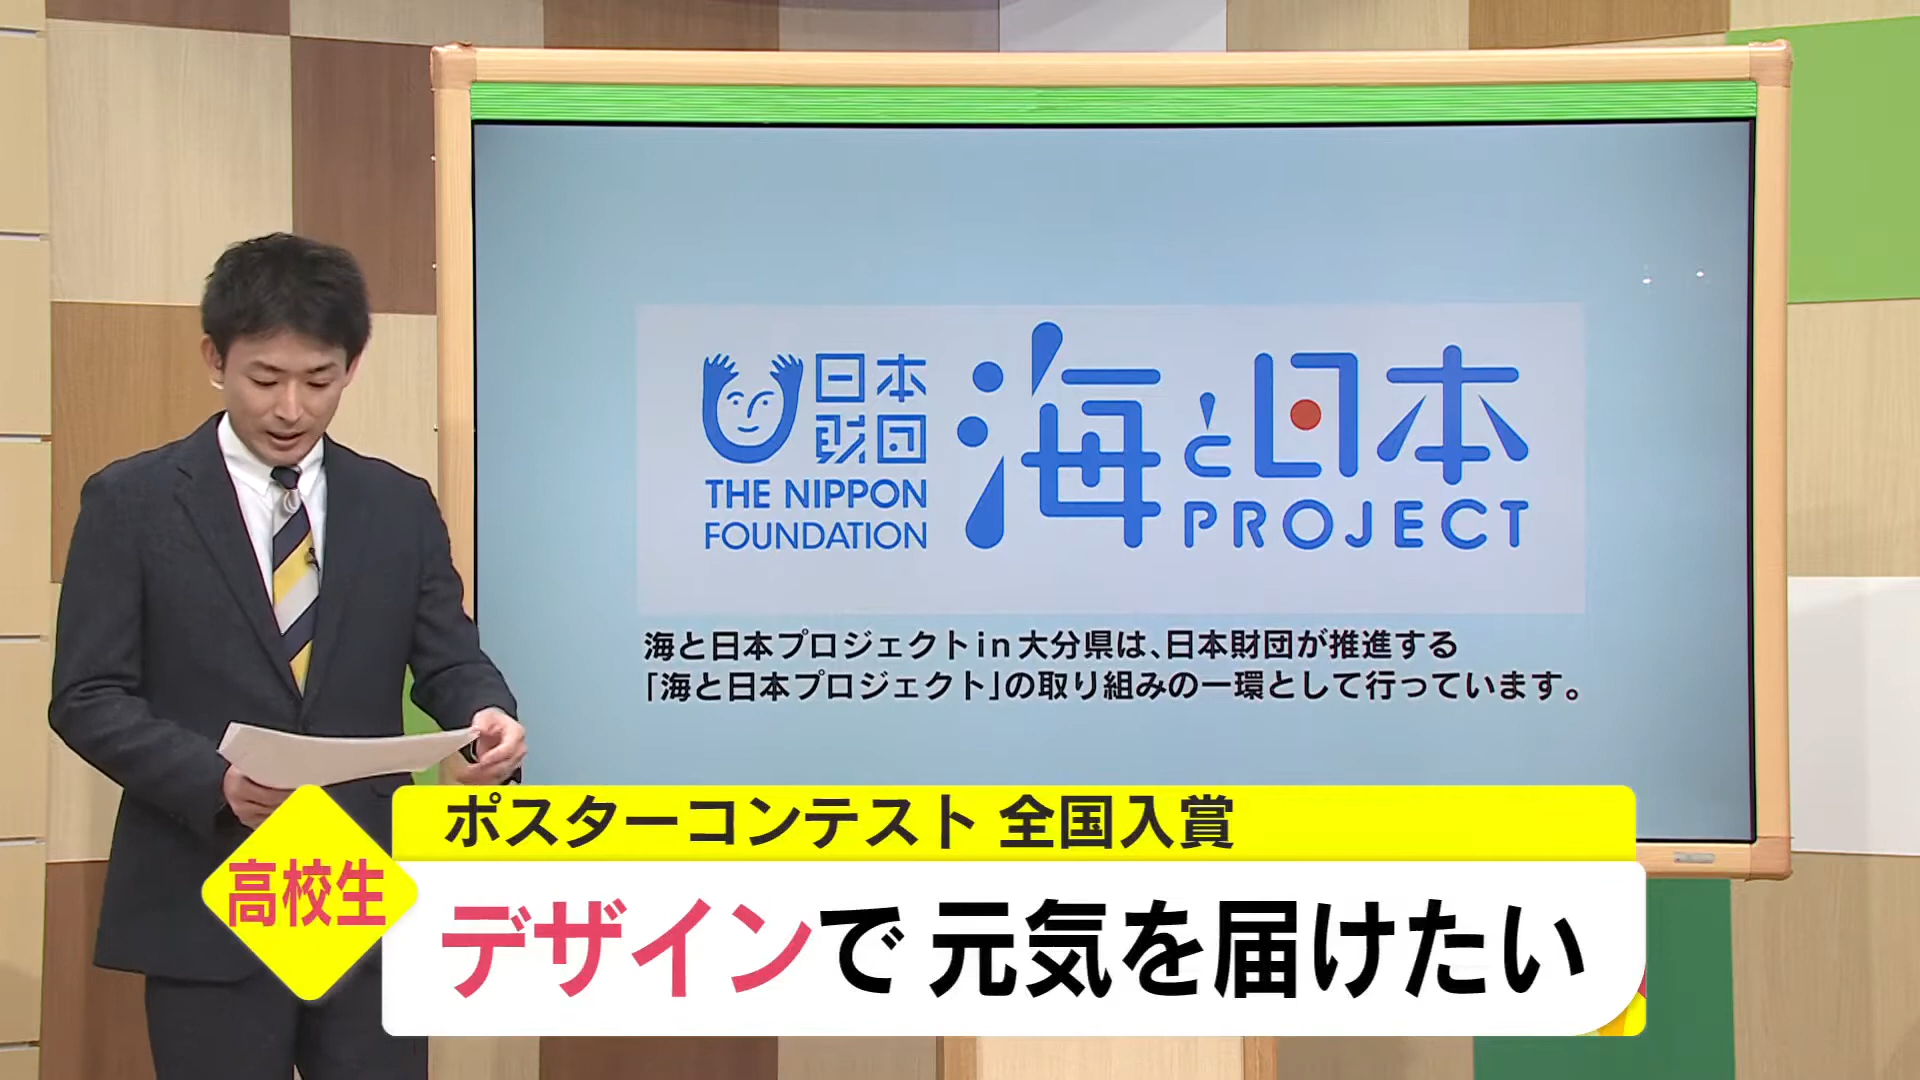 日本
財団
THE NIPPON
FOUNDATION
海と日本
PROJECT
海と日本プロジェクトin大分県は、日本財団が推進する
「海と日本プロジェクト」の取り組みの一環として行っています。
ポスターコンテスト 全国入賞
高校生
デザインで 元気を届けたい